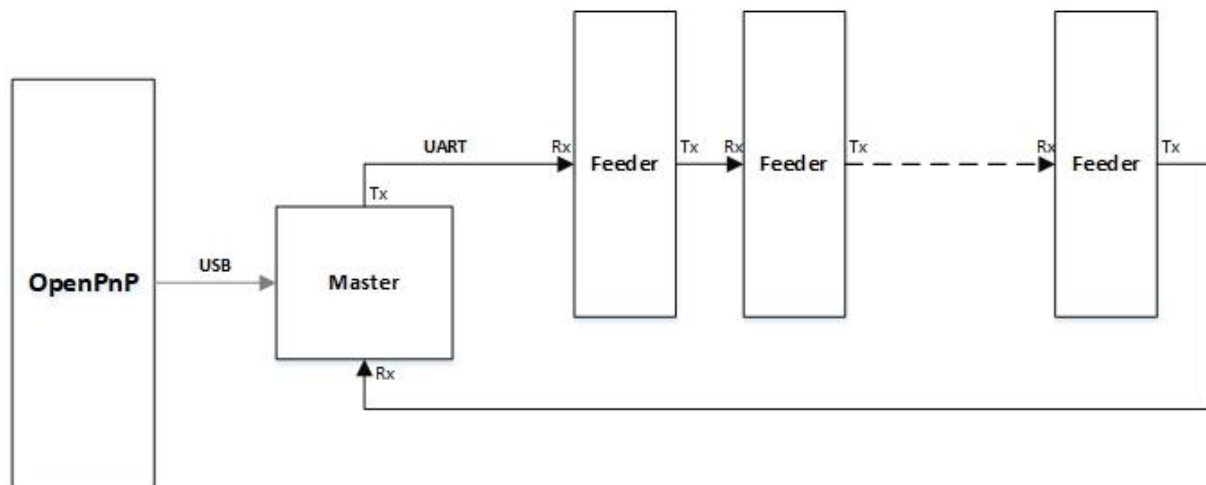 UART
Rx
Feeder
Tx
Rx
Feeder
Tx
Rx
Feeder
Tx
Tx
OpenPnP
USB
Master
Rx